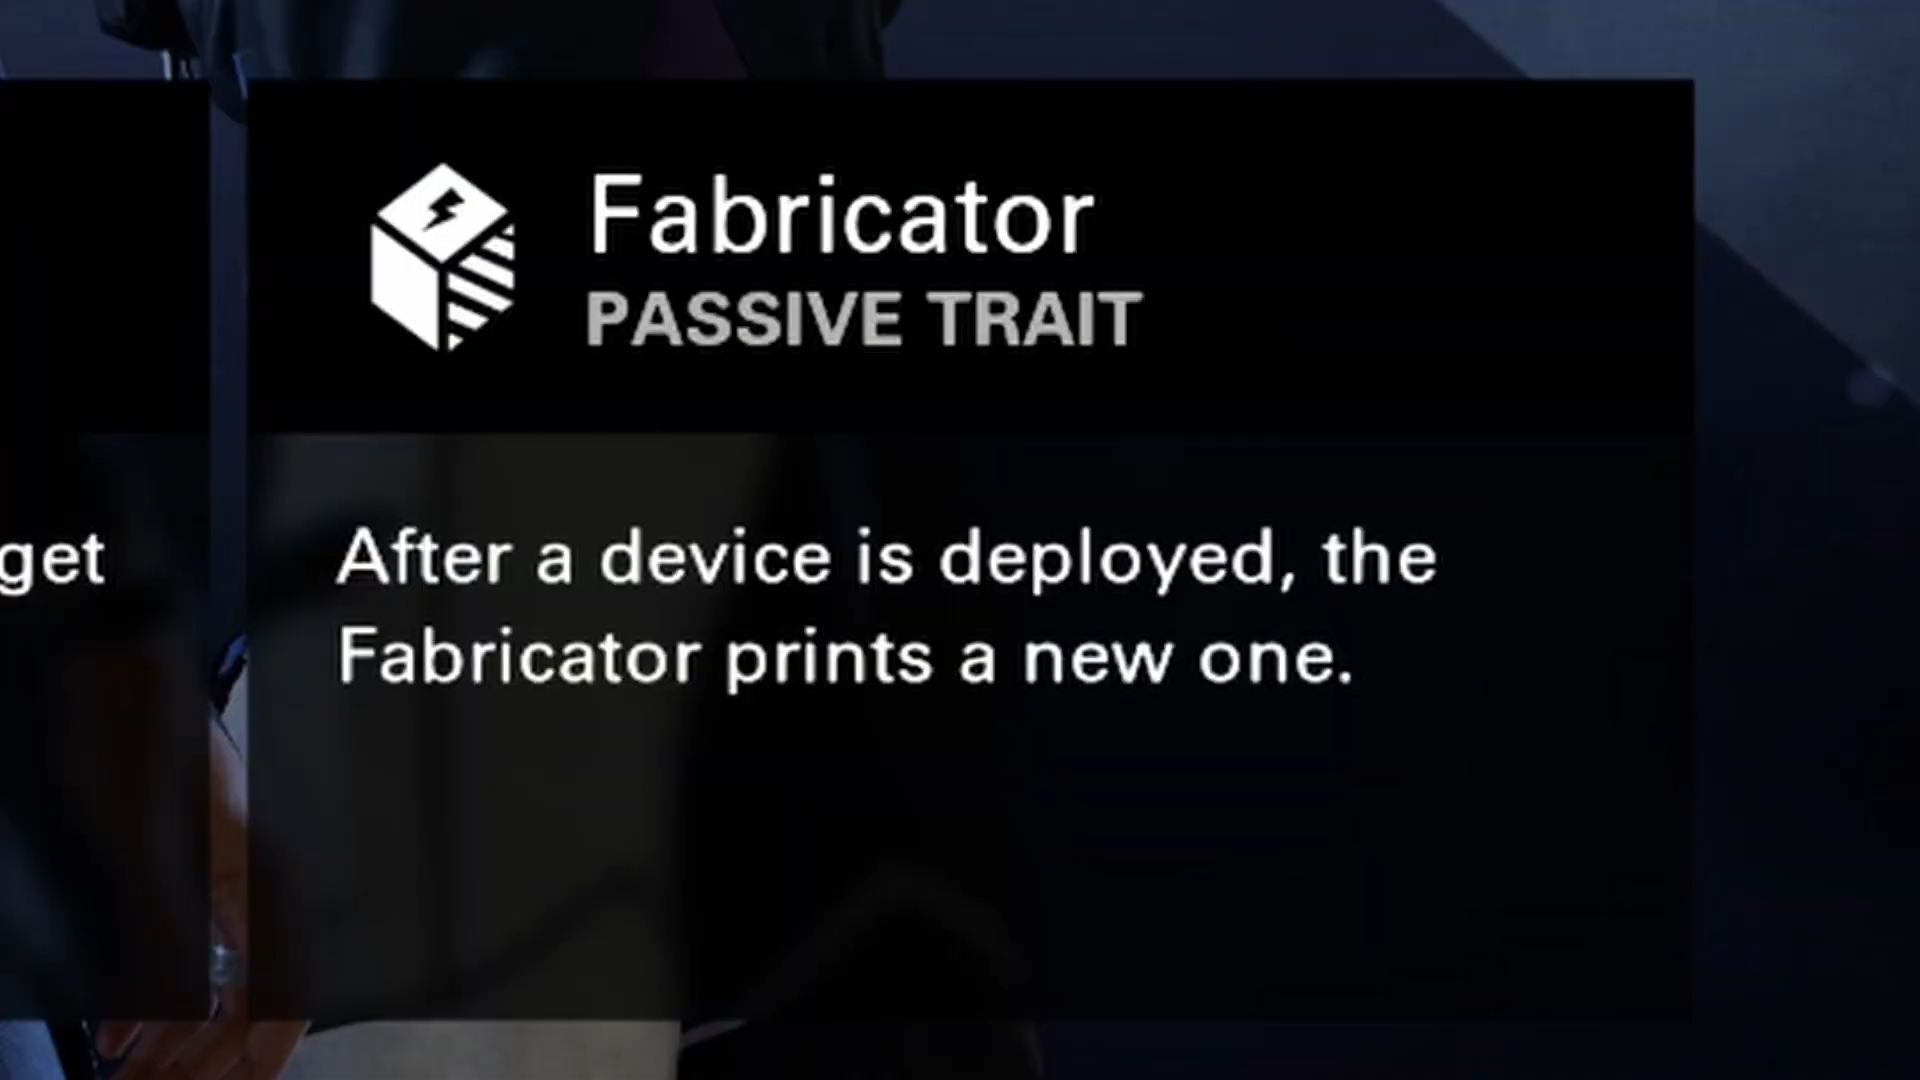 Fabricator
PASSIVE TRAIT
get
After a device is deployed, the
Fabricator prints a new one.